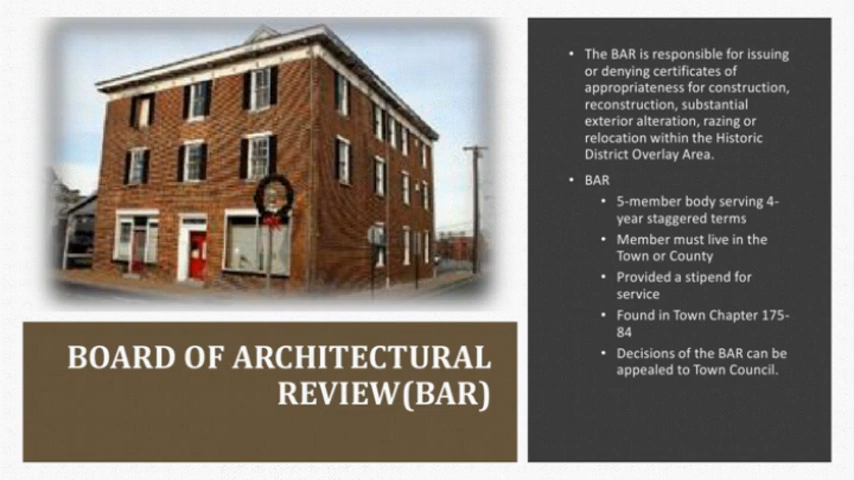 BOARD OF ARCHITECTURAL
REVIEW(BAR)
• The BAR is responsible for issuing
or denying certificates of
appropriateness for construction,
reconstruction, substantial
exterior alteration, razing or
relocation within the Historic
District Overlay Area.
• BAR
• 5-member body serving 4-
year staggered terms
• Member must live in the
Town or County
• Provided a stipend for
service
• Found in Town Chapter 175-
84
• Decisions of the BAR can be
appealed to Town Council.